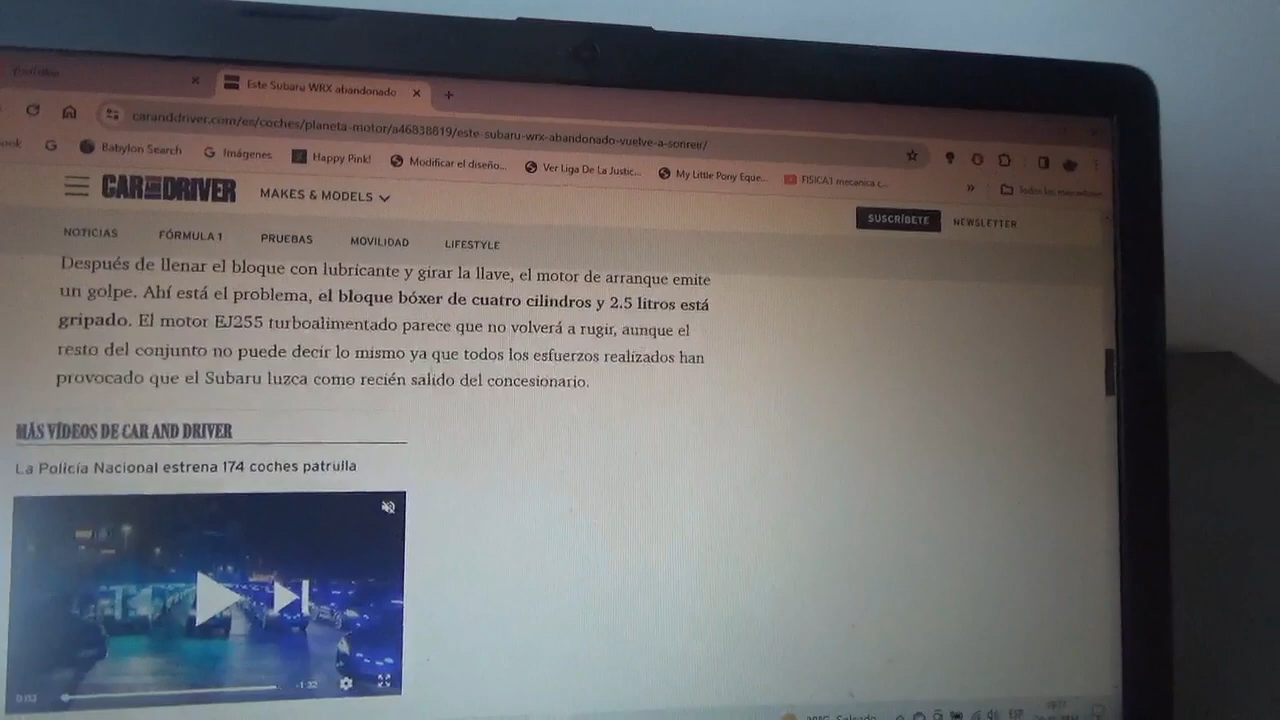 Este Subaru WRX abandonado
caranddriver.com/es/coches/planeta-motor/a46838819/este-subaru-wrx-abandonado-vuelve-a-sonreir/
Babylon Search
Imágenes
Happy Pink!
Modificar el diseño...
Ver Liga De La Justic...
My Little Pony Eque...
FISICA1 mecanica c...
»
Todos los marcadores
CAR AND DRIVER
MAKES & MODELS
SUSCRÍBETE
NEWSLETTER
NOTICIAS
FÓRMULA 1
PRUEBAS
MOVILIDAD
LIFESTYLE
Después de llenar el bloque con lubricante y girar la llave, el motor de arranque emite
un golpe. Ahí está el problema, el bloque bóxer de cuatro cilindros y 2.5 litros está
gripado. El motor EJ255 turboalimentado parece que no volverá a rugir, aunque el
resto del conjunto no puede decir lo mismo ya que todos los esfuerzos realizados han
provocado que el Subaru luzca como recién salido del concesionario.
MÁS VÍDEOS DE CAR AND DRIVER
La Policía Nacional estrena 174 coches patrulla
-1:32
ESP